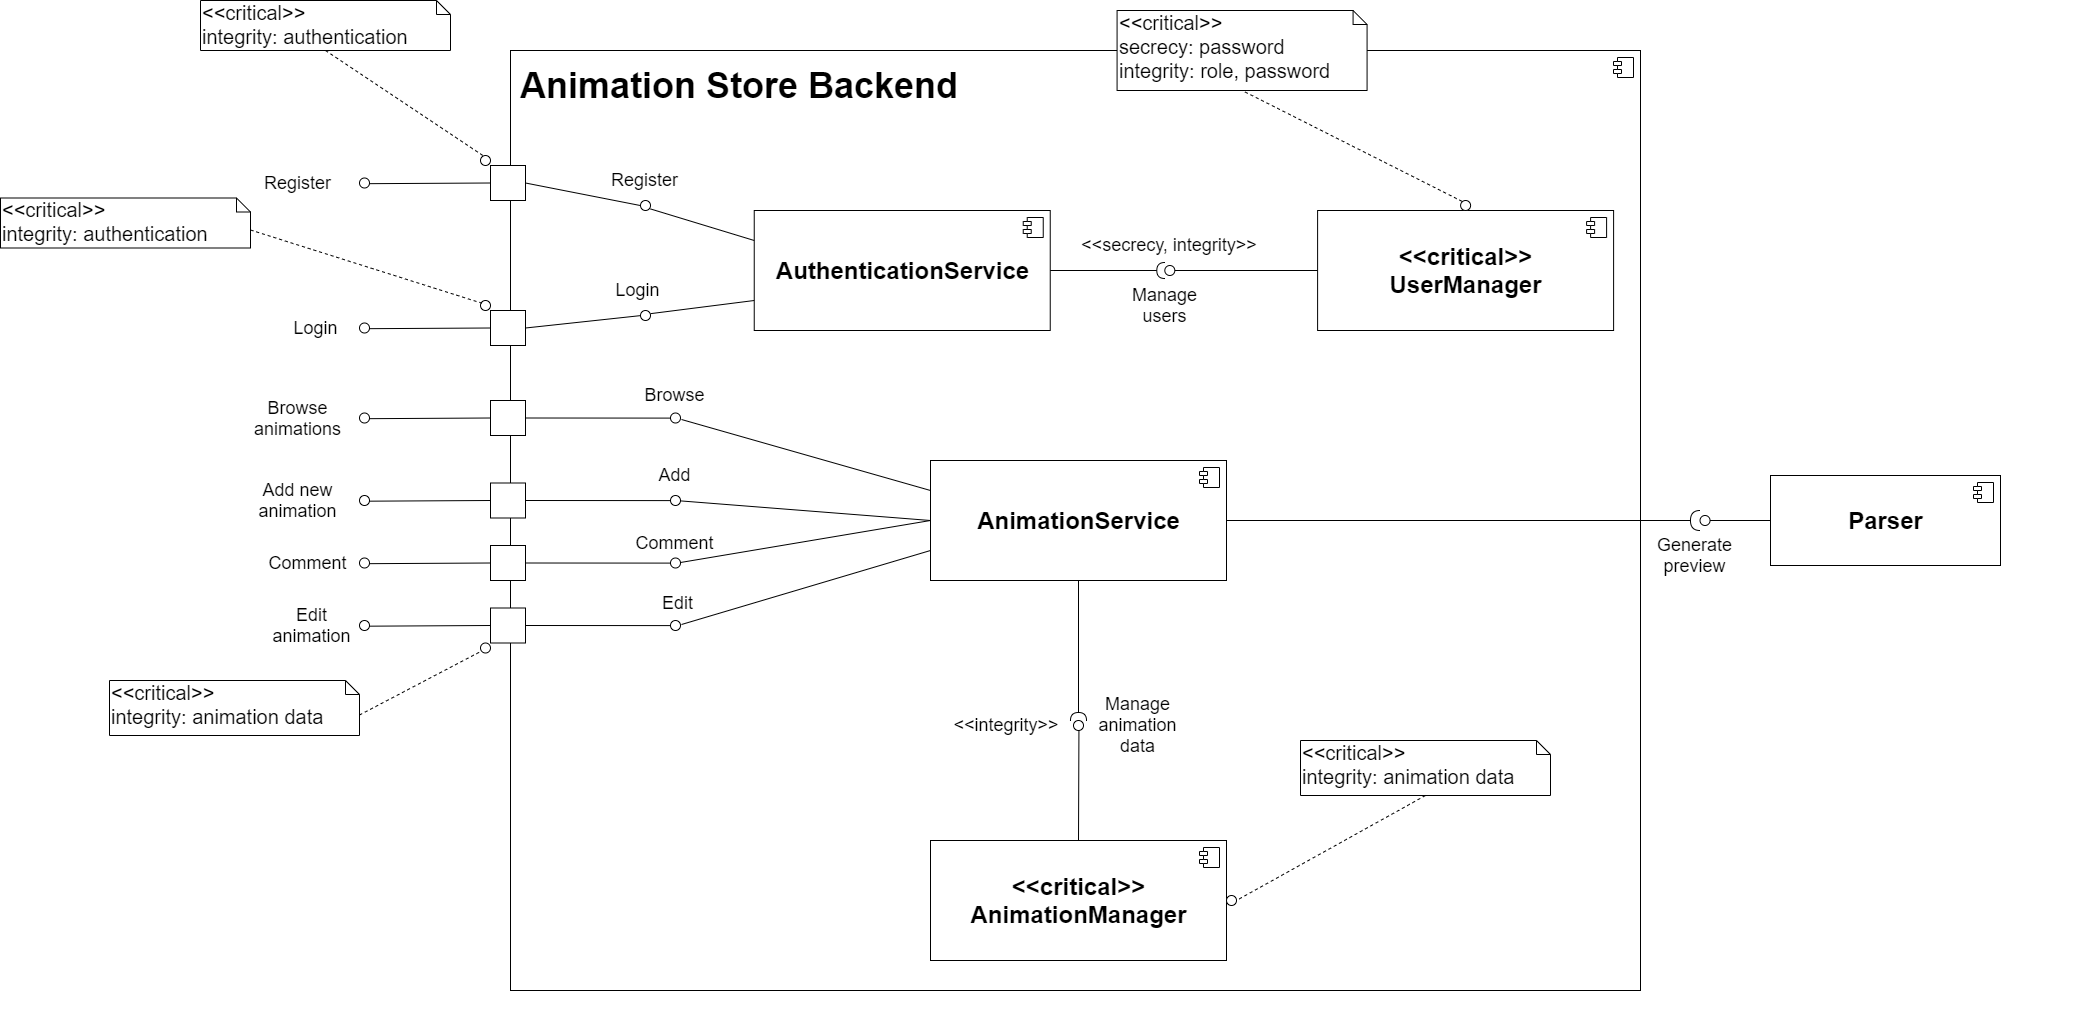 <<critical>>
integrity: authentication
<<critical>>
secrecy: password
integrity: role, password
Animation Store Backend
Register
Register
<<critical>>
integrity: authentication
<<secrecy, integrity>>
AuthenticationService
<<critical>>
UserManager
Manage
users
Login
Login
Browse
animations
Browse
Add new
animation
Add
AnimationService
Parser
Generate
preview
Comment
Comment
Edit
animation
Edit
<<critical>>
integrity: animation data
<<integrity>>
Manage
animation
data
<<critical>>
integrity: animation data
<<critical>>
AnimationManager